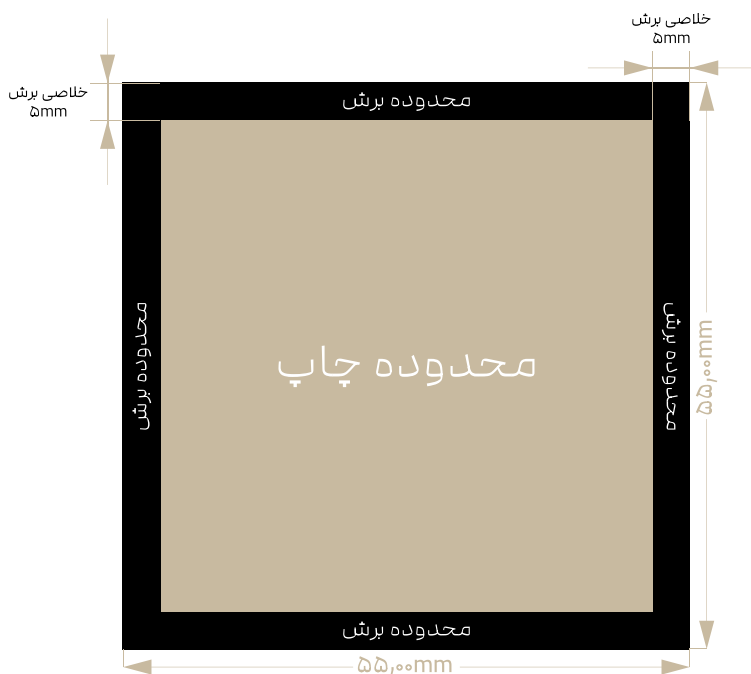 خلاصی برش
۵mm
خلاصی برش
۵mm
محدوده برش
محدوده برش
محدوده چاپ
محدوده برش
۵۵,۰۰mm
محدوده برش
۵۵,۰۰mm